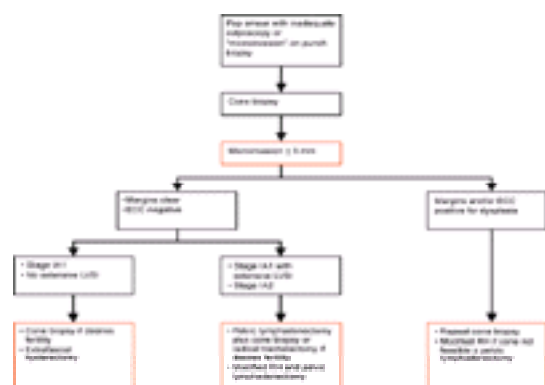 Pap smear with inadequate
colposcopy or
"microinvasion" on punch
biopsy
Cone biopsy
Microinvasion ≤ 5 mm
• Margins clear
• ECC negative
Margins and/or ECC
positive for dysplasia
• Stage IA1
• No extensive LVSI
• Stage IA1 with
extensive LVSI
• Stage IA2
• Cone biopsy if desires
fertility
• Extrafascial
hysterectomy
• Pelvic lymphadenectomy
plus cone biopsy or
radical trachelectomy if
desires fertility
• Modified RH and pelvic
lymphadenectomy
• Repeat cone biopsy
• Modified RH if cone not
feasible ± pelvic
lymphadenectomy